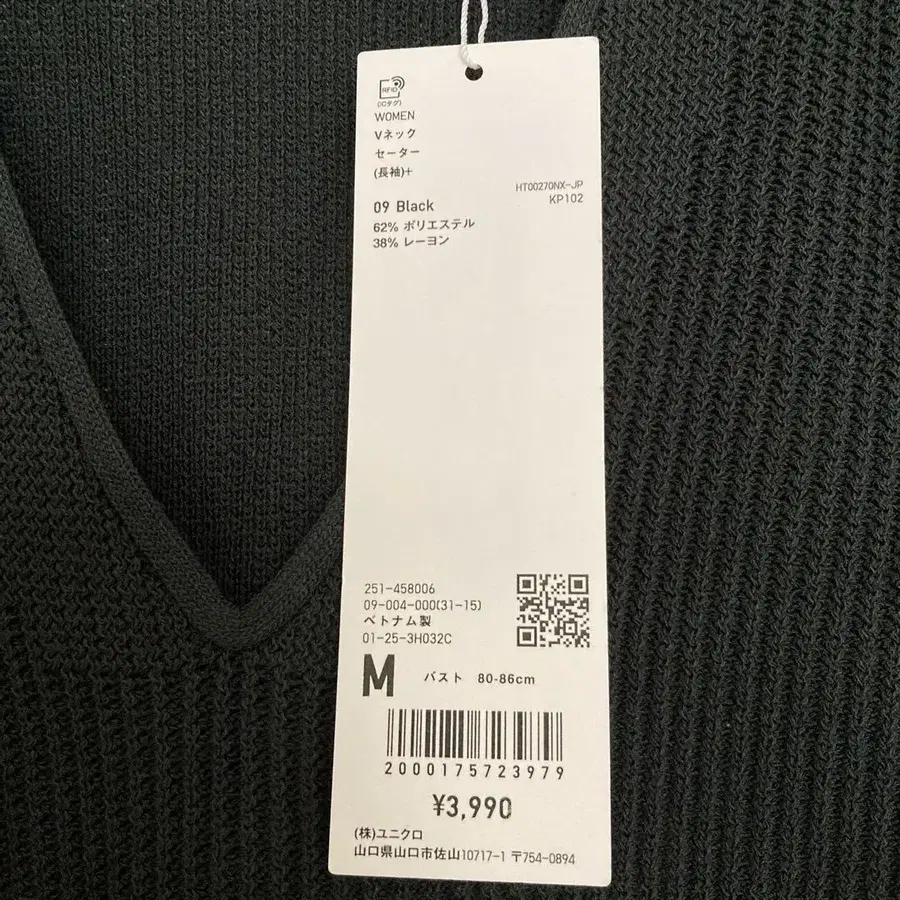 RFID
(ICタグ)
WOMEN
Vネック
セーター
(長袖)+
HT00270NX-JP
KP102
09 Black
62% ポリエステル
38% レーヨン
251-458006
09-004-000(31-15)
ベトナム製
01-25-3H032C
M バスト 80-86cm
2000175723979
¥3,990
(株)ユニクロ
山口県山口市佐山10717-1 〒754-0894